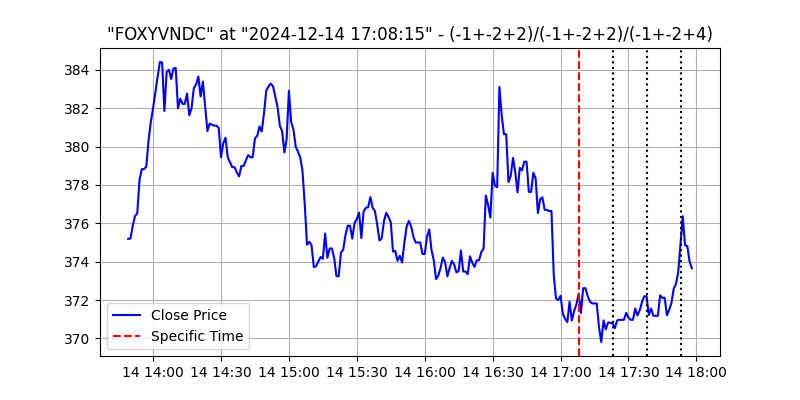 "FOXYVNDC" at "2024-12-14 17:08:15" - (-1+-2+2)/(-1+-2+2)/(-1+-2+4)
384
382
380
378
376
374
372
370
Close Price
Specific Time
14 14:00 14 14:30 14 15:00 14 15:30 14 16:00 14 16:30 14 17:00 14 17:30 14 18:00